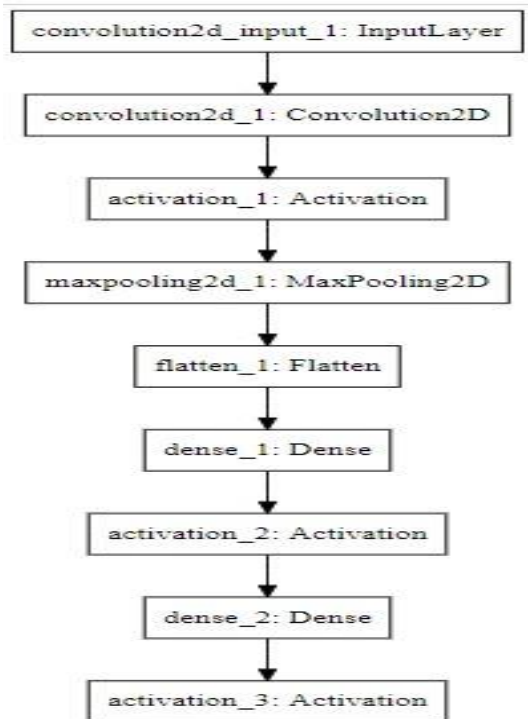 convolution2d_input_1: InputLayer
convolution2d_1: Convolution2D
activation_1: Activation
maxpooling2d_1: MaxPooling2D
flatten_1: Flatten
dense_1: Dense
activation_2: Activation
dense_2: Dense
activation_3: Activation